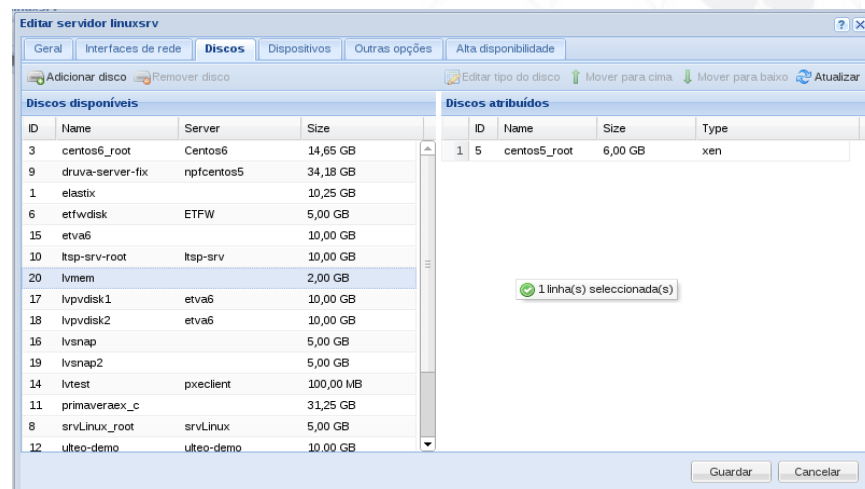 Editar servidor linuxsrv
Geral Interfaces de rede Discos Dispositivos Outras opções Alta disponibilidade
Adicionar disco Remover disco Editar tipo do disco Mover para cima Mover para baixo Atualizar
Discos disponíveis
ID Name Server Size
3 centos6_root Centos6 14,65 GB
9 druva-server-fix npfcentos5 34,18 GB
1 elastix 10,25 GB
6 etfwdisk ETFW 5,00 GB
15 etva6 10,00 GB
10 ltsp-srv-root ltsp-srv 10,00 GB
20 lvmem 2,00 GB
17 lvpvdisk1 etva6 10,00 GB
18 lvpvdisk2 etva6 10,00 GB
16 lvsnap 5,00 GB
19 lvsnap2 5,00 GB
14 lvtest pxeclient 100,00 MB
11 primaveraex_c 31,25 GB
8 srvLinux_root srvLinux 5,00 GB
12 ulteo-demo ulteo-demo 10,00 GB
Discos atribuídos
ID Name Size Type
1 5 centos5_root 6,00 GB xen
1 linha(s) seleccionada(s)
Guardar Cancelar